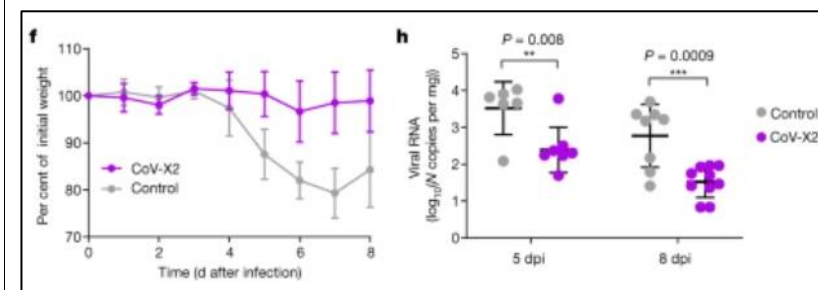 f
110
100
90
80
70
Per cent of initial weight
CoV-X2
Control
0 2 4 6 8
Time (d after infection)
h
P = 0.008
**
P = 0.0009
***
5
4
3
2
1
0
Viral RNA
(log10(N copies per mg))
Control
CoV-X2
5 dpi 8 dpi